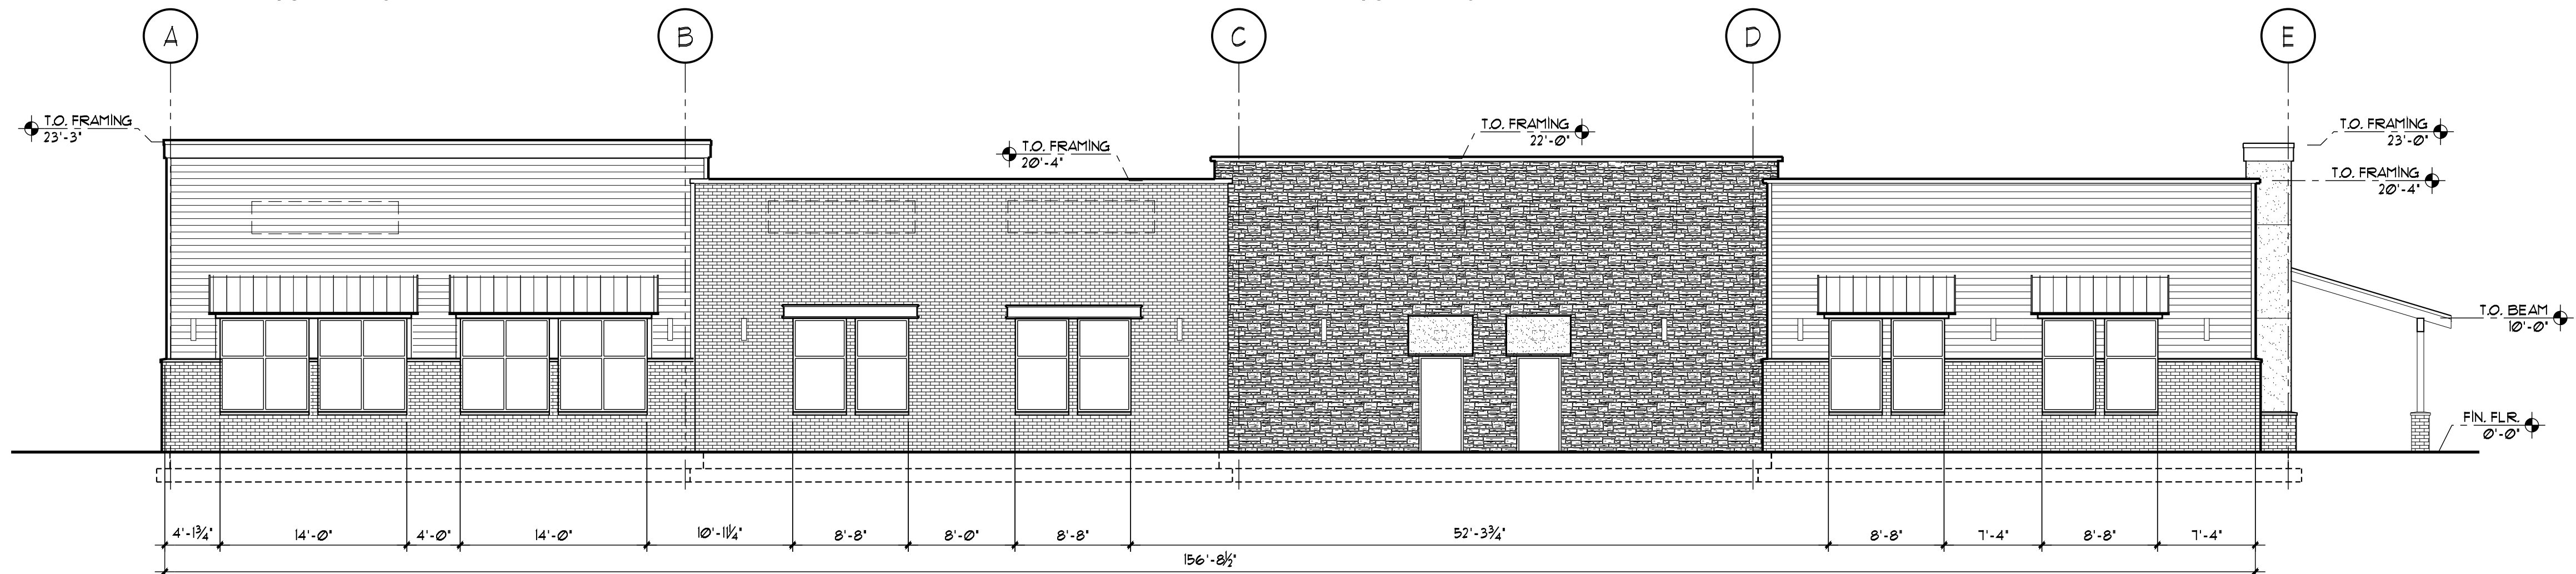 A
B
C
D
E
T.O. FRAMING
23'-3"
T.O. FRAMING
20'-4"
T.O. FRAMING
22'-0"
T.O. FRAMING
23'-0"
T.O. FRAMING
20'-4"
T.O. BEAM
10'-0"
FIN. FLR.
0'-0"
4'-1¾"
14'-0"
4'-0"
14'-0"
10'-11¼"
8'-8"
8'-0"
8'-8"
52'-3¾"
8'-8"
7'-4"
8'-8"
7'-4"
156'-8½"